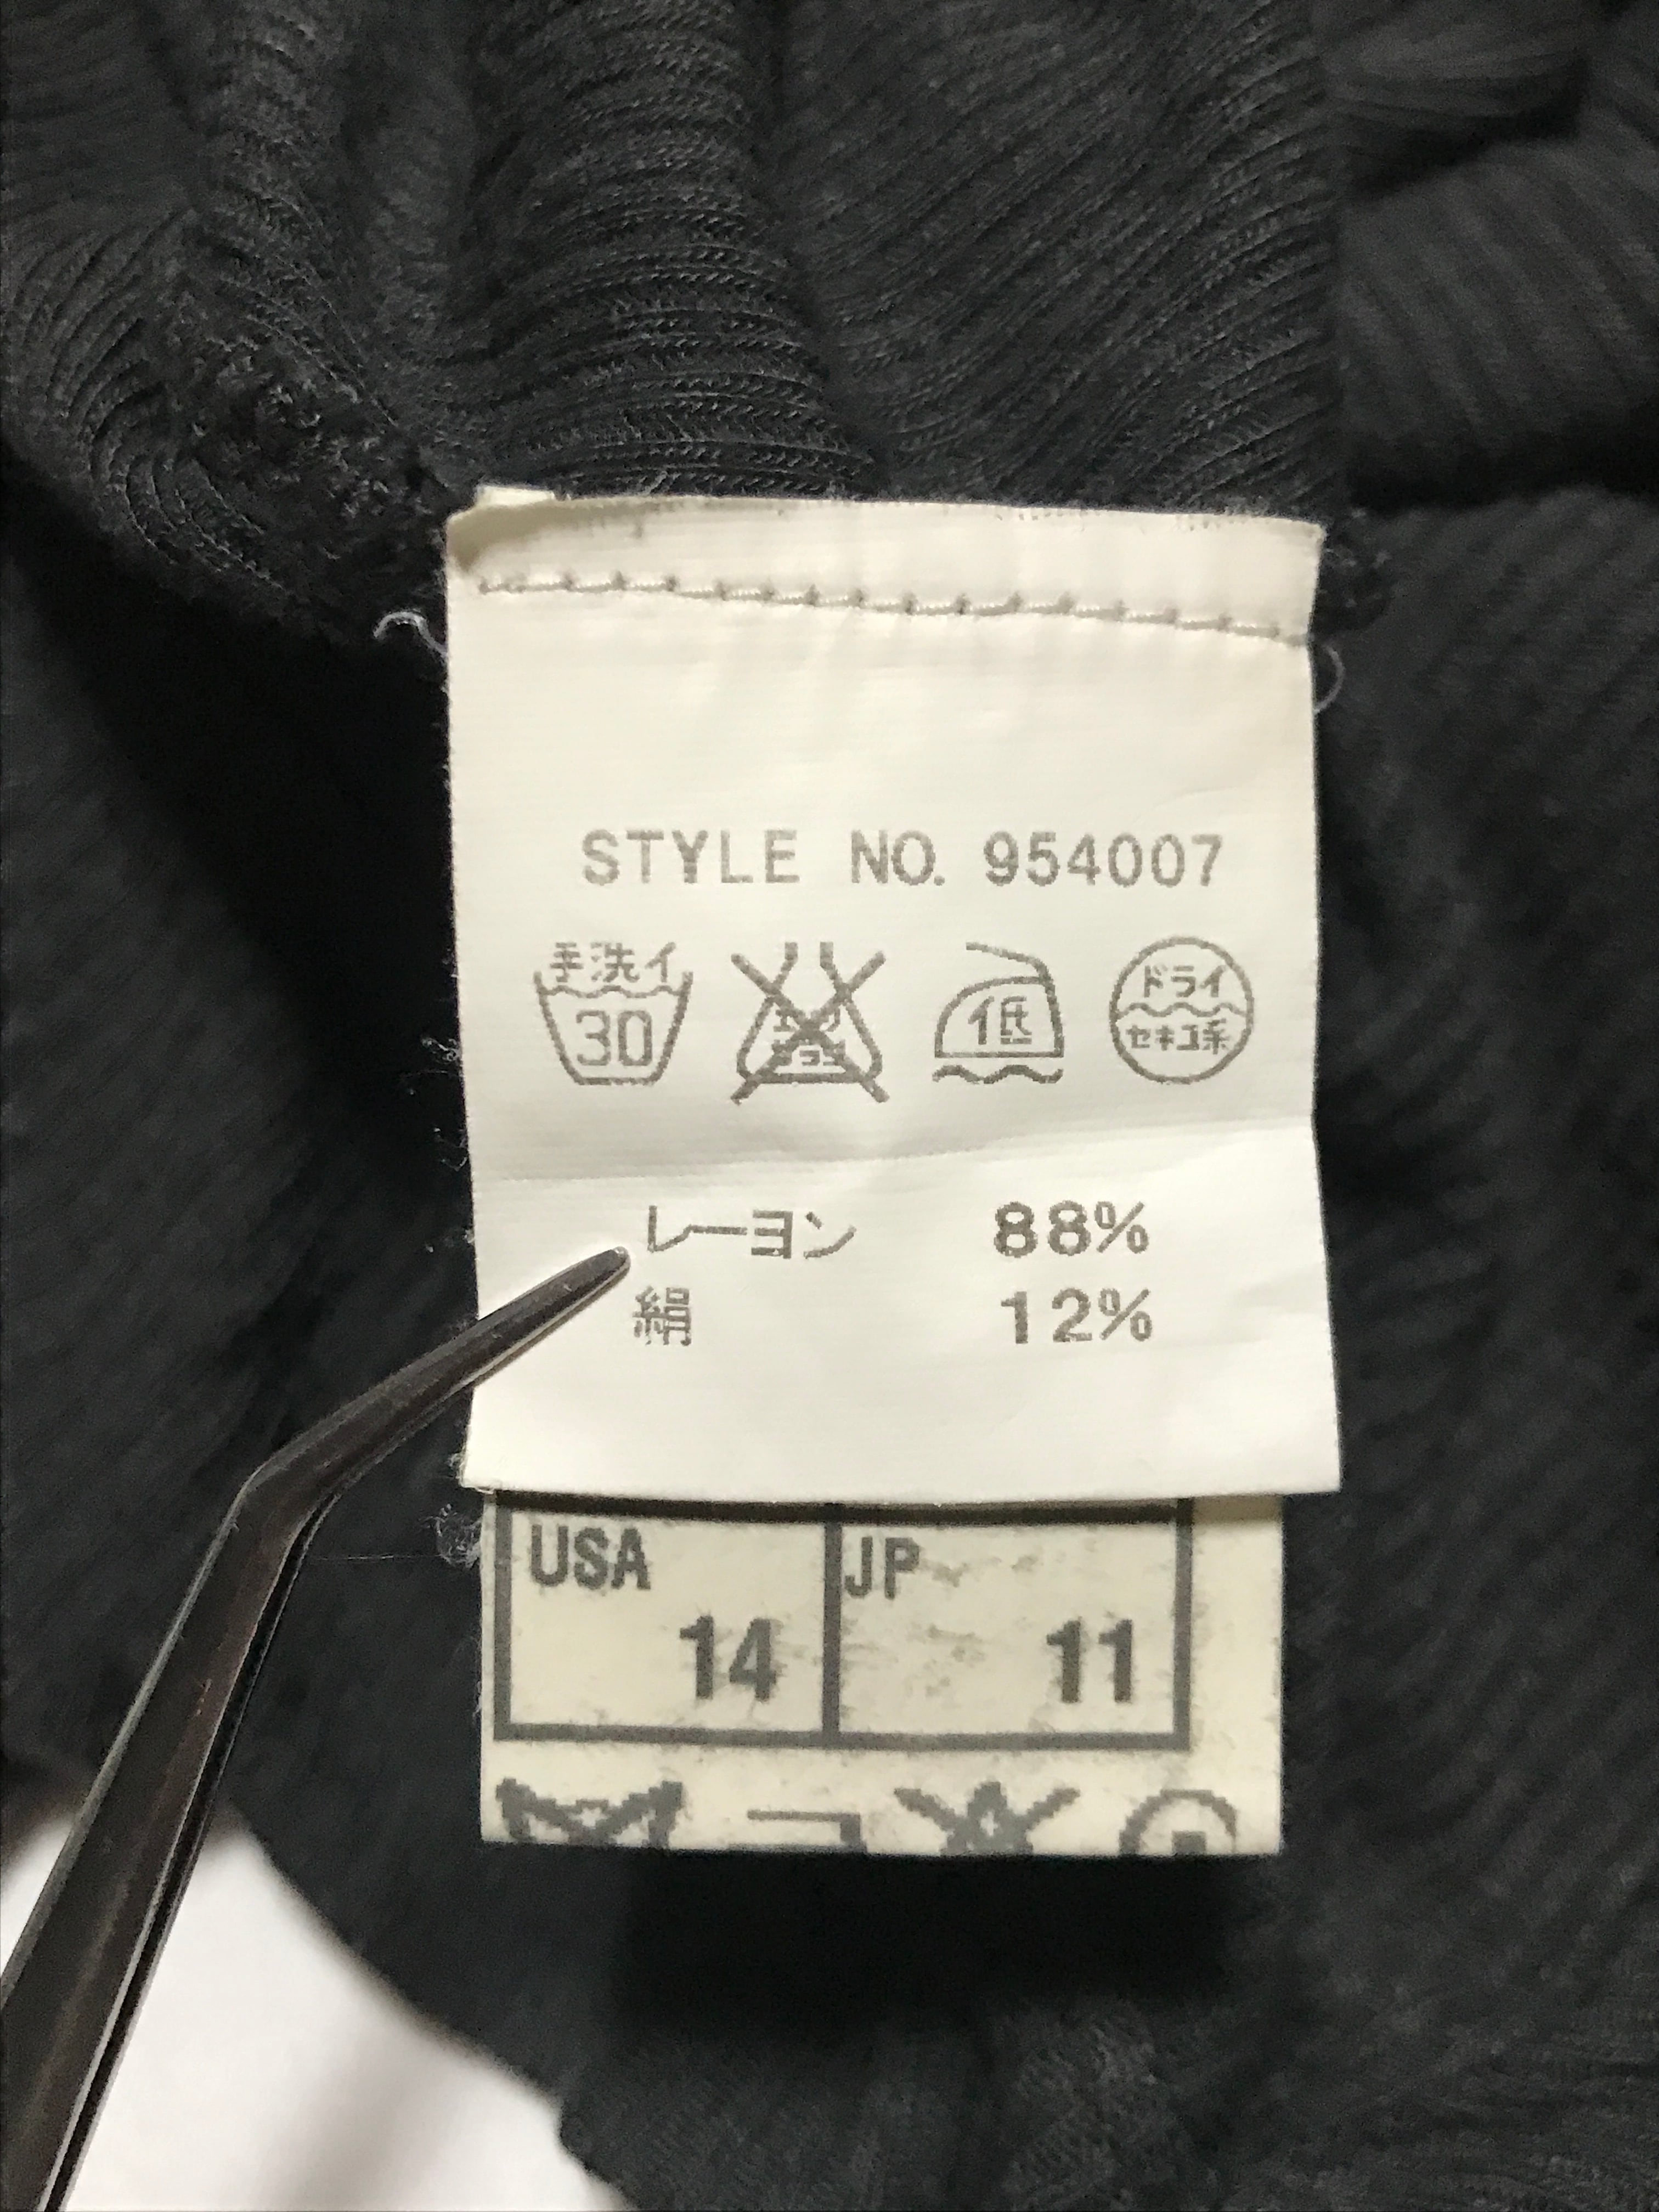 STYLE NO. 954007
手洗イ
30
低
ドライ
セキユ系
レーヨン 88%
絹 12%
USA
14
JP
11